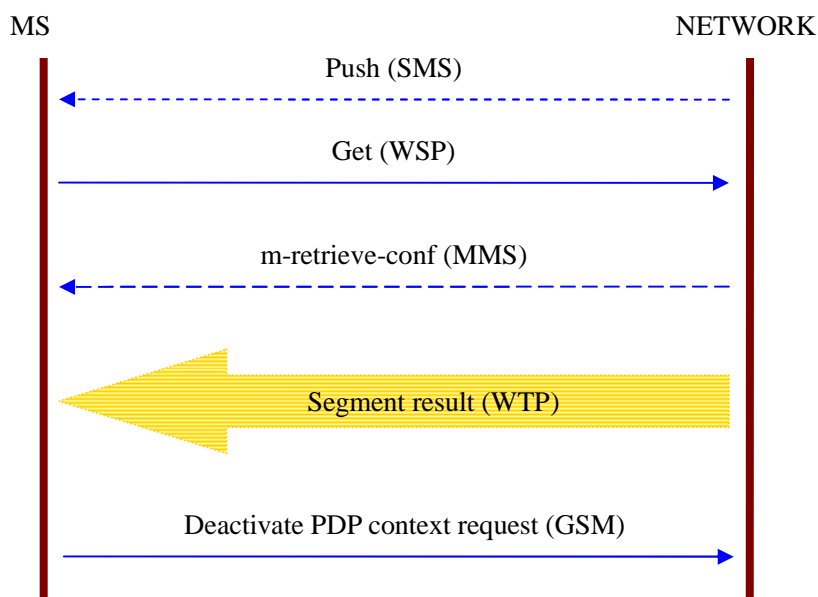 MS
NETWORK
Push (SMS)
Get (WSP)
m-retrieve-conf (MMS)
Segment result (WTP)
Deactivate PDP context request (GSM)